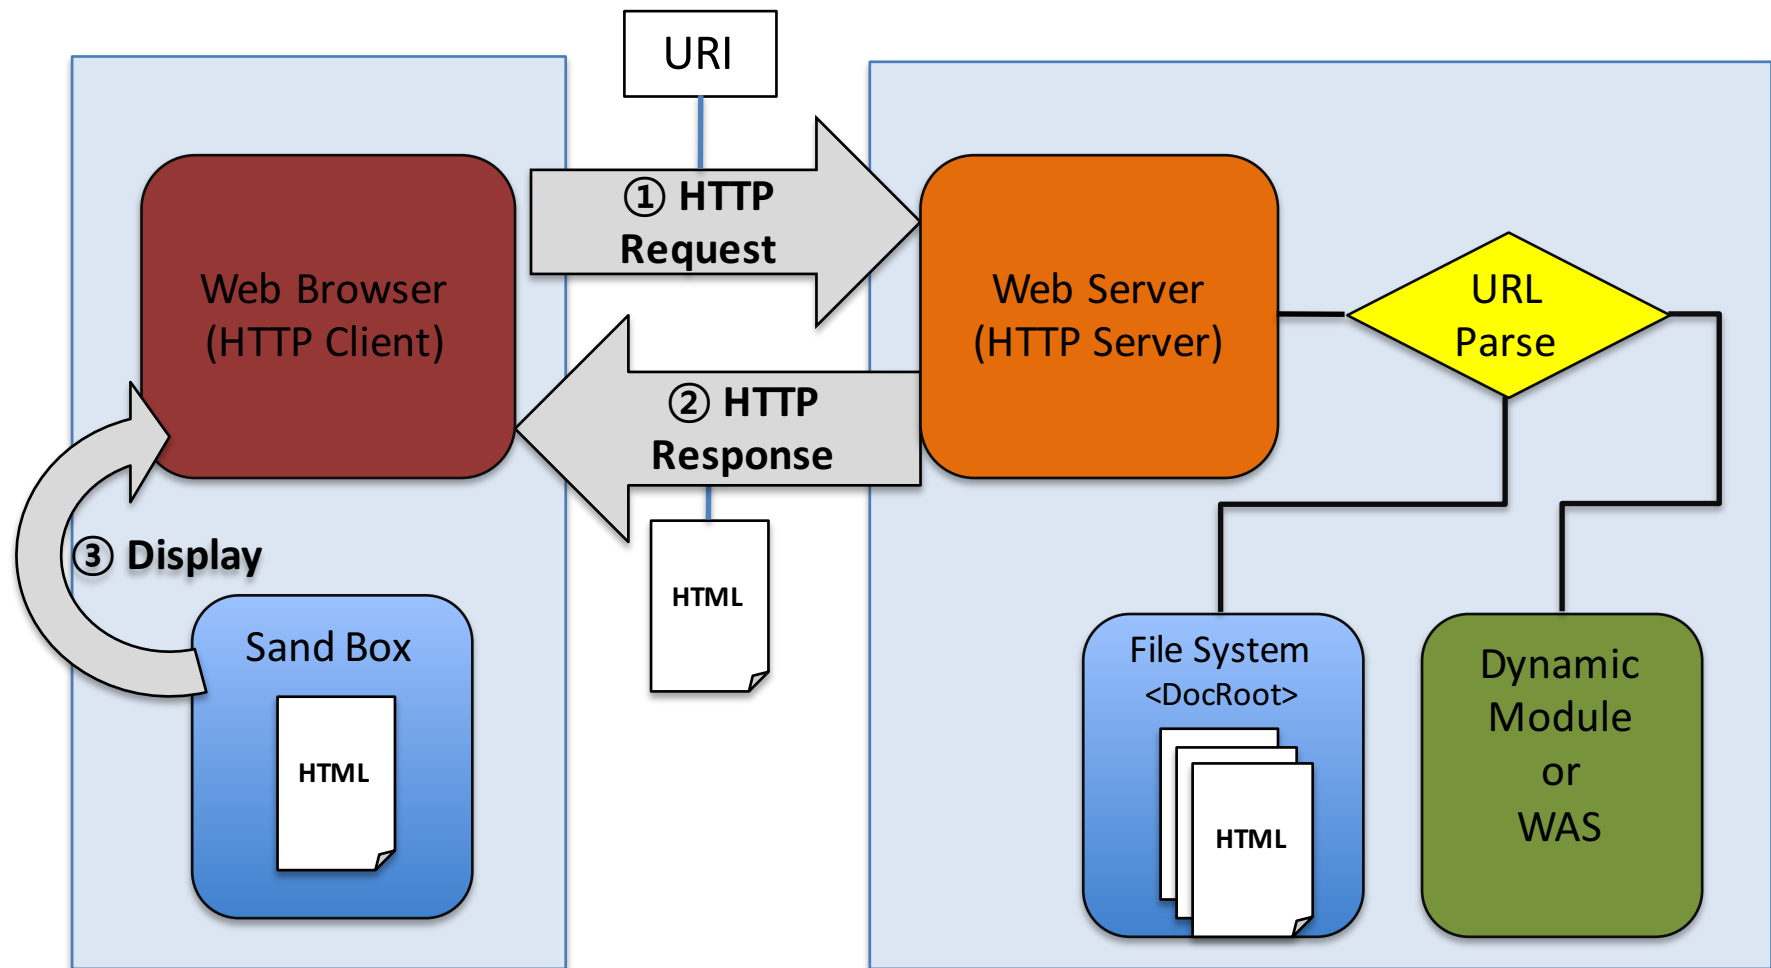 URI
① HTTP
Request
Web Browser
(HTTP Client)
Web Server
(HTTP Server)
URL
Parse
② HTTP
Response
③ Display
HTML
Sand Box
HTML
File System
<DocRoot>
HTML
Dynamic
Module
or
WAS